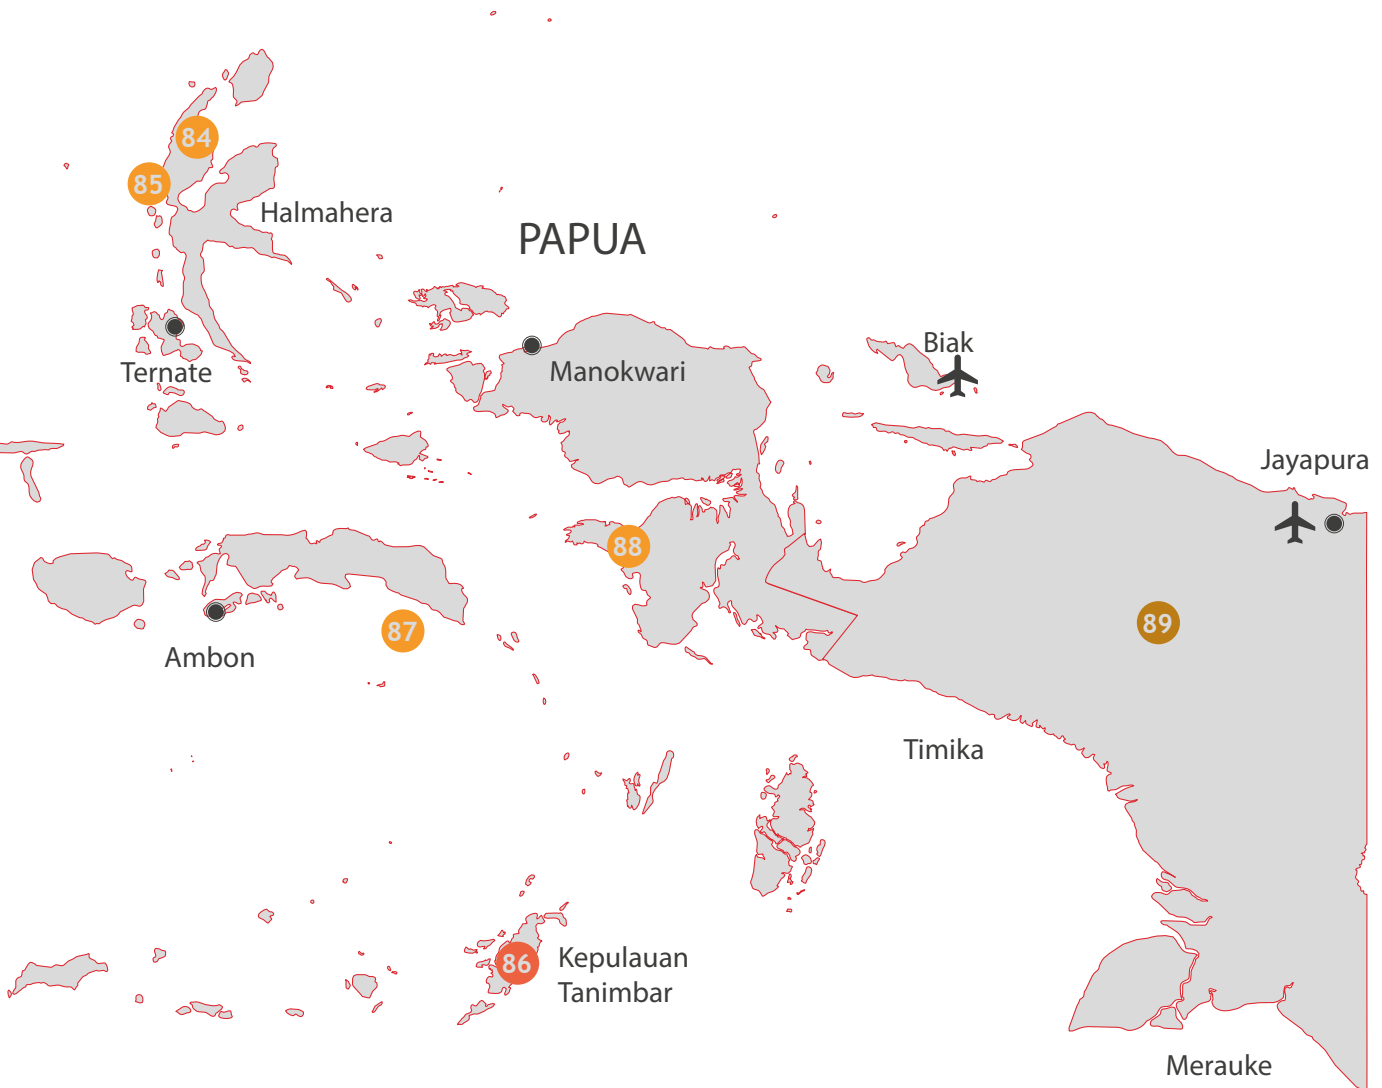 84
85
Halmahera
PAPUA
Ternate
Manokwari
Biak
Jayapura
88
87
89
Ambon
Timika
86
Kepulauan
Tanimbar
Merauke